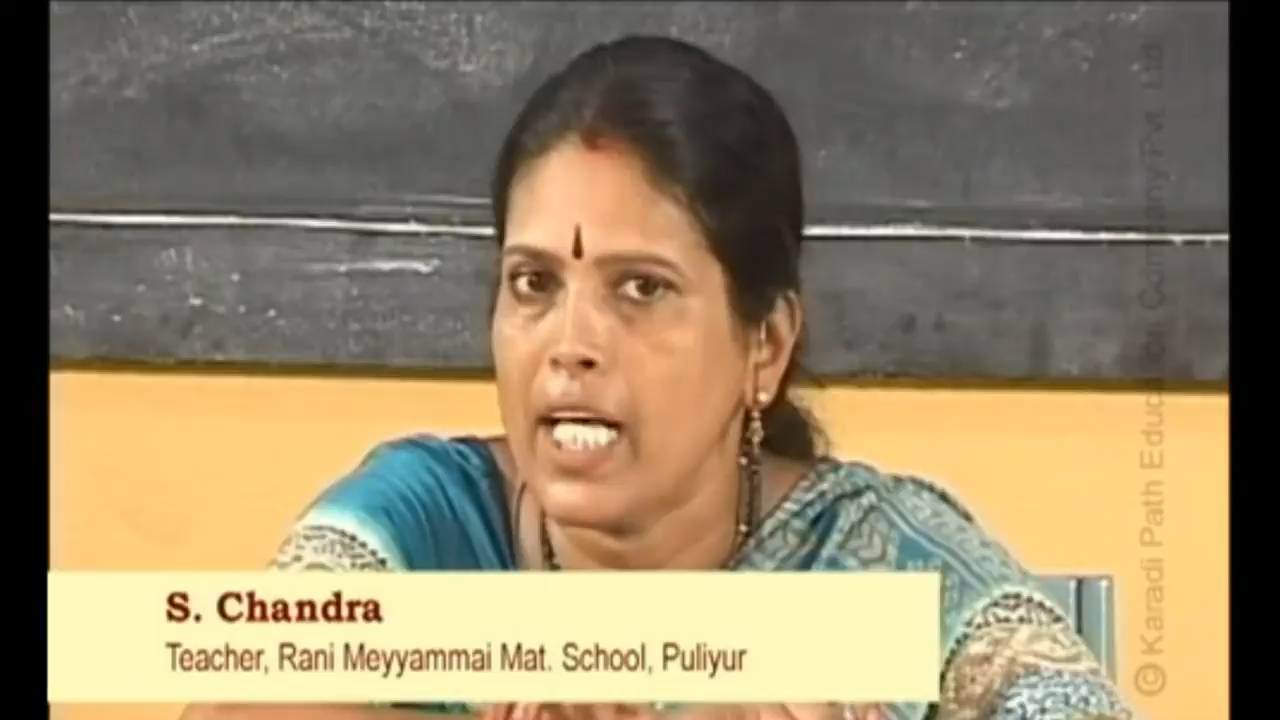 S. Chandra
Teacher, Rani Meyyammai Mat. School, Puliyur
© Karadi Path Education Company Pvt. Ltd.